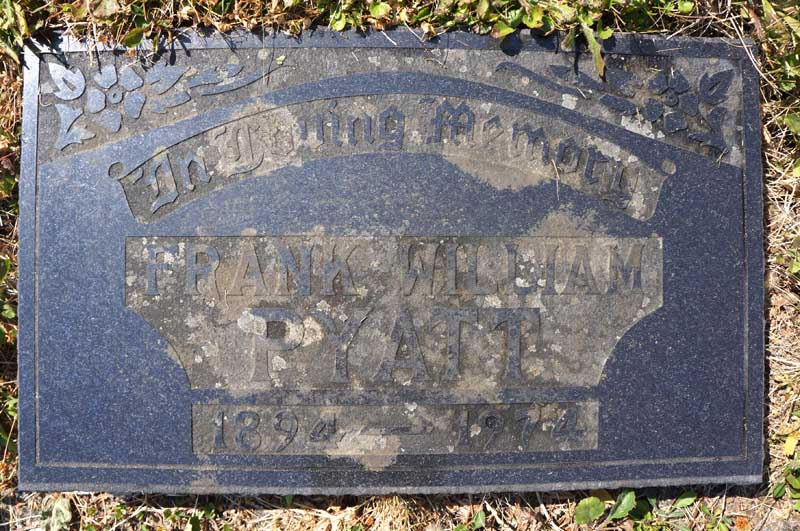 In Loving Memory
FRANK WILLIAM
PYATT
1894 — 1974